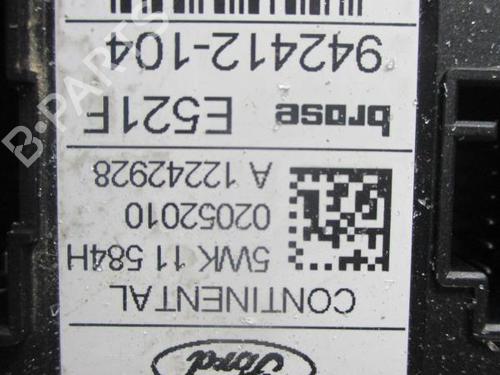 Ford
CONTINENTAL
5WK 11 584H
02052010
A 12242928
brose E521F
942412-104
B-PARTS